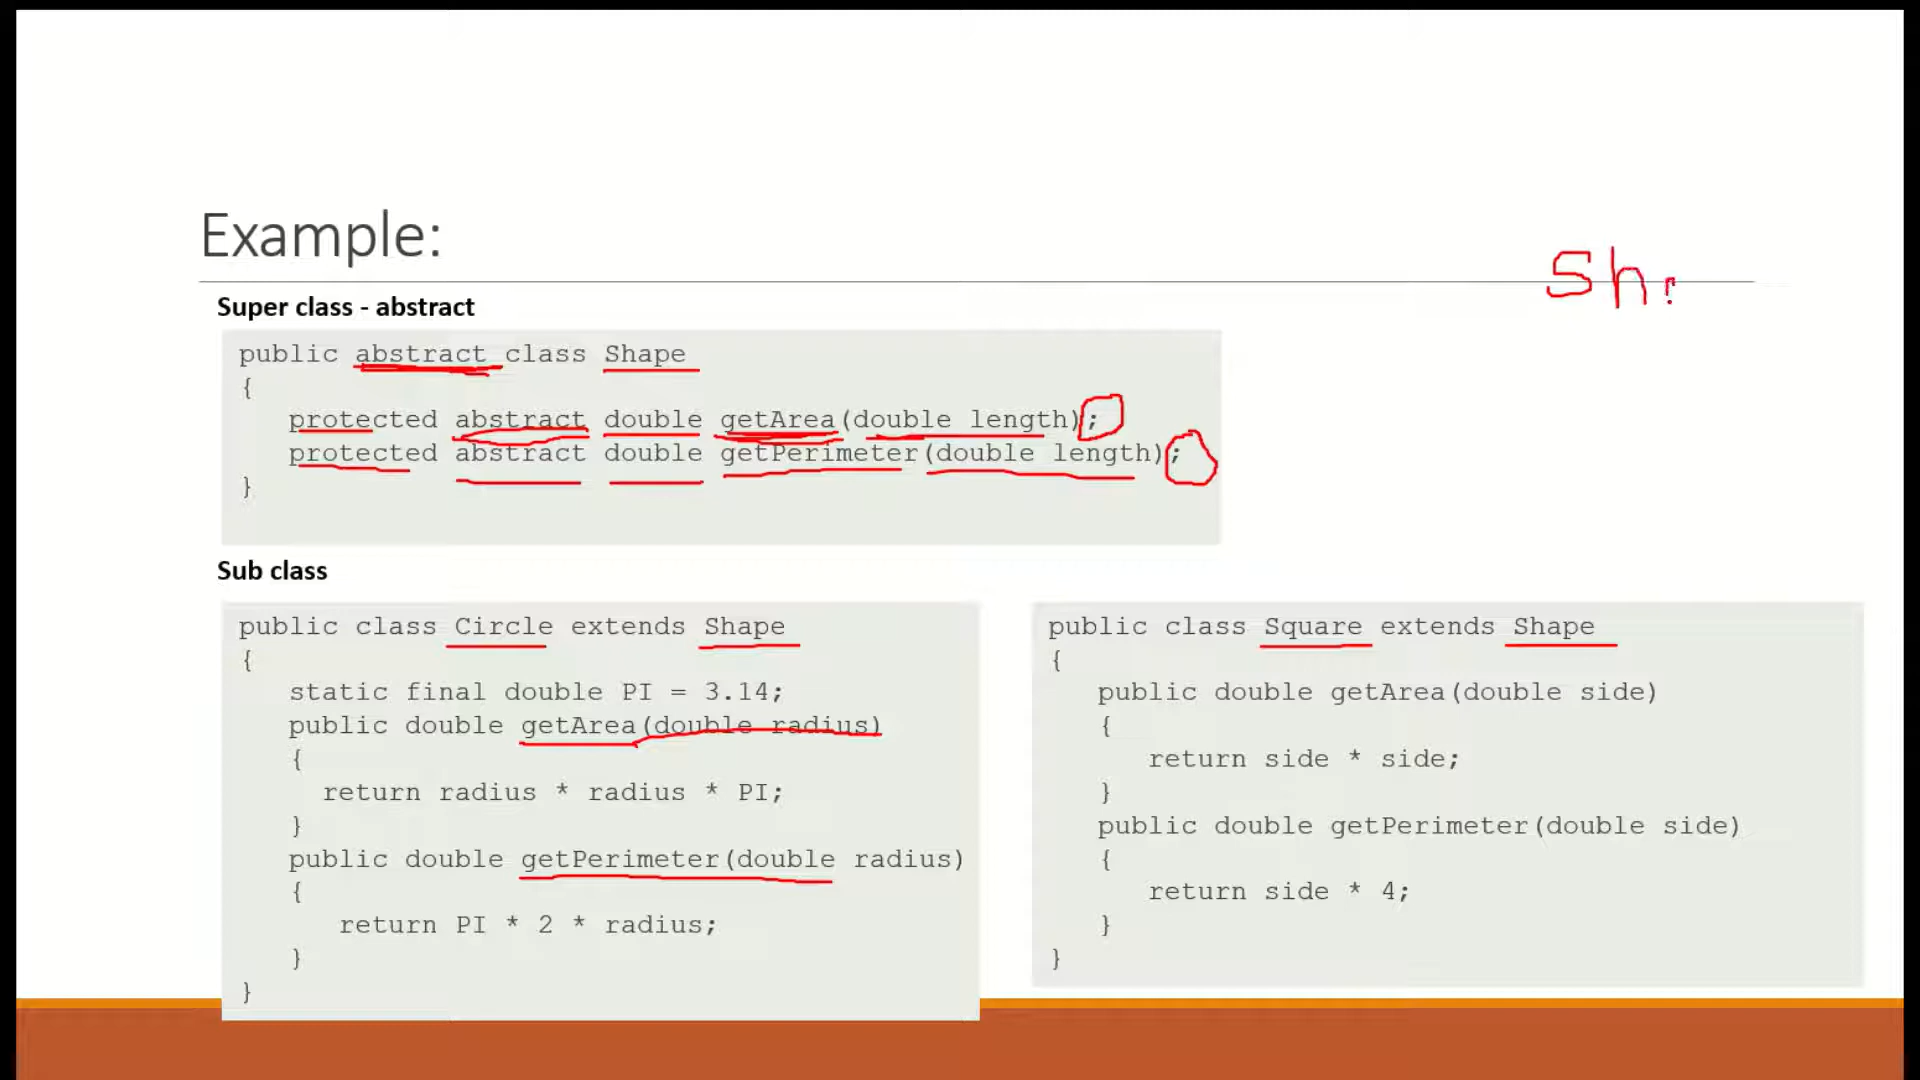 Example:
Sh
Super class - abstract
public abstract class Shape
{
protected abstract double getArea(double length);
protected abstract double getPerimeter(double length);
}
Sub class
public class Circle extends Shape
{
static final double PI = 3.14;
public double getArea(double radius)
{
return radius * radius * PI;
}
public double getPerimeter(double radius)
{
return PI * 2 * radius;
}
}
public class Square extends Shape
{
public double getArea(double side)
{
return side * side;
}
public double getPerimeter(double side)
{
return side * 4;
}
}